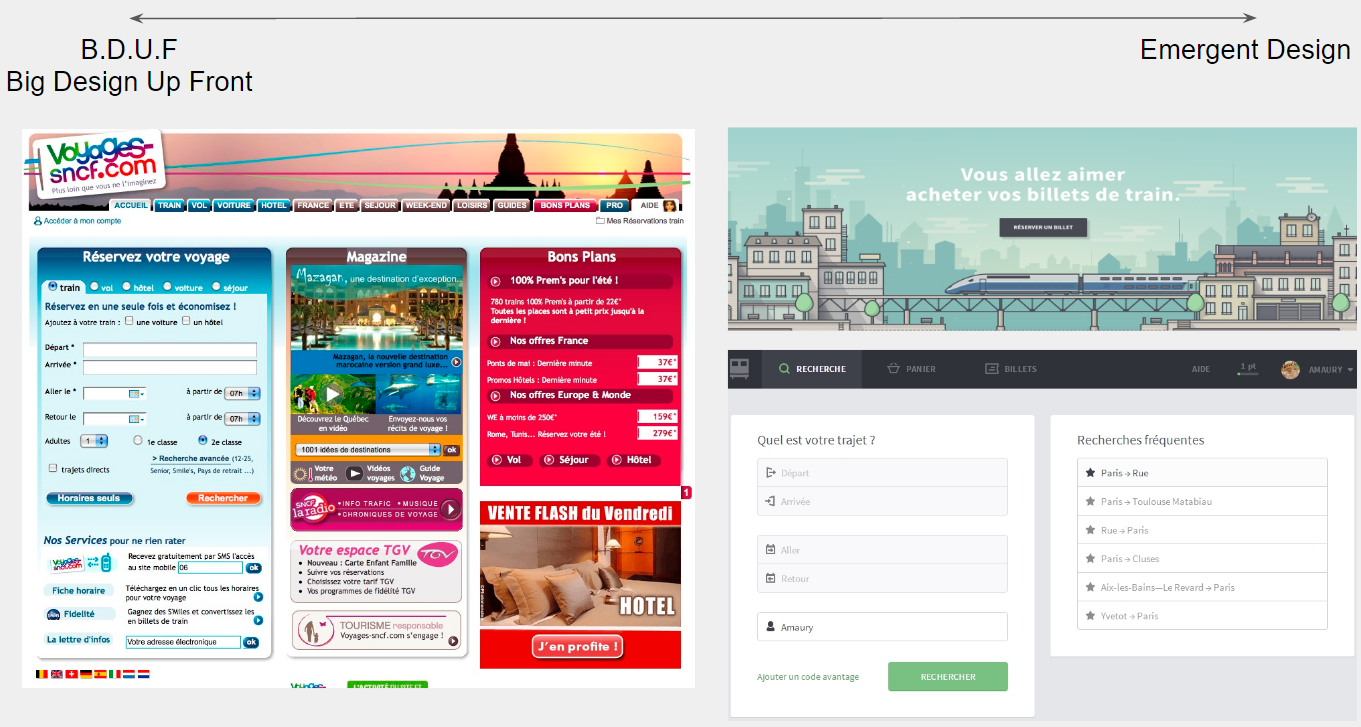 B.D.U.F
Big Design Up Front
Emergent Design
Voyages-
sncf.com
Plus loin que vous ne l'imaginez
ACCUEIL TRAIN VOL VOITURE HOTEL FRANCE ETE SEJOUR WEEK-END LOISIRS GUIDES BONS PLANS PRO AIDE
Accéder à mon compte
Mes Réservations train
Réservez votre voyage
train vol hôtel voiture séjour
Réservez en une seule fois et économisez !
Ajoutez à votre train : une voiture un hôtel
Départ *
Arrivée *
Aller le * à partir de 07h
Retour le à partir de 07h
Adultes 1 1e classe 2e classe
> Recherche avancée (12-25,
Senior, Smile's, Pays de retrait ...)
trajets directs
Horaires seuls Rechercher
Nos Services pour ne rien rater
Recevez gratuitement par SMS l'accès
au site mobile 06 ok
Fiche horaire
Téléchargez en un clic tous les horaires
pour votre voyage
Fidelité
Gagnez des S'Miles et convertissez les
en billets de train
La lettre d'infos Votre adresse électronique ok
Magazine
Mazagan, une destination d'exception
Mazagan, la nouvelle destination
marocaine version grand luxe...
Découvrez le Québec
en vidéo
Envoyez-nous vos
récits de voyage !
1001 idées de destinations ok
Votre
météo
Vidéos
voyages
Guide
Voyage
SNCF
la radio
•INFO TRAFIC •MUSIQUE
•CHRONIQUES DE VOYAGE
Votre espace TGV
TGV
• Nouveau : Carte Enfant Famille
• Suivre vos réservations
• Choisissez votre tarif TGV
• Vos programmes de fidélité TGV
TOURISME responsable
Voyages-sncf.com s'engage !
Bons Plans
100% Prem's pour l'été !
780 trains 100% Prem's à partir de 22€*
Toutes les places sont à petit prix jusqu'à la
dernière !
Nos offres France
Ponts de mai : Dernière minute 37€*
Promos Hôtels : Dernière minute 37€*
Nos offres Europe & Monde
WE à moins de 250€* 159€*
Rome, Tunis... Réservez votre été ! 279€*
Vol Séjour Hôtel
1
VENTE FLASH du Vendredi
HOTEL
J'en profite !
Vous allez aimer
acheter vos billets de train.
RÉSERVER UN BILLET
RECHERCHE PANIER BILLETS AIDE 1 pt AMAURY
Quel est votre trajet ?
Départ
Arrivée
Aller
Retour
Amaury
Ajouter un code avantage RECHERCHER
Recherches fréquentes
Paris → Rue
Paris → Toulouse Matabiau
Rue → Paris
Paris → Cluses
Aix-les-Bains—Le Revard → Paris
Yvetot → Paris